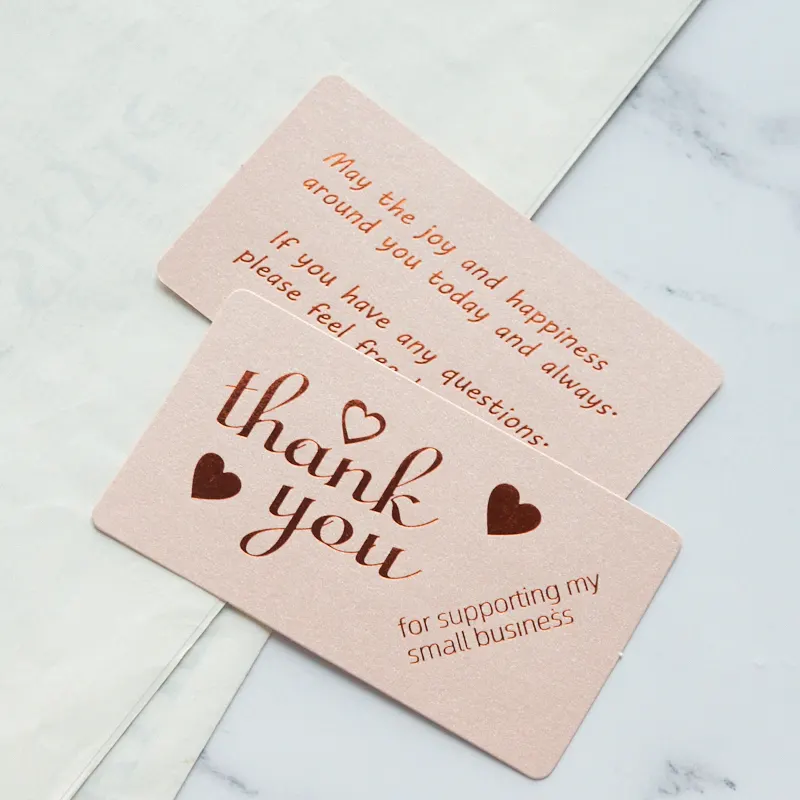 May the joy and happiness
around you today and always.
If you have any questions.
please feel free
thank
you
for supporting my
small business